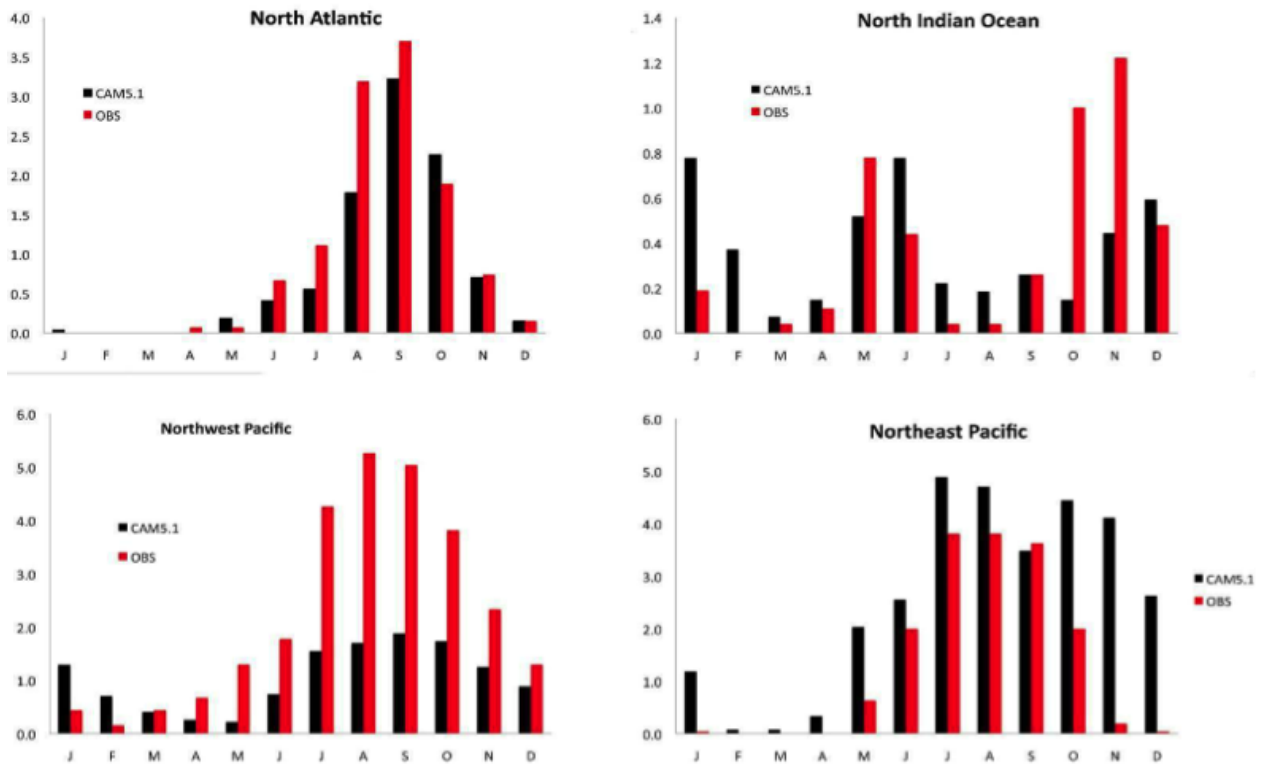 North Atlantic
4.0
3.5
3.0
2.5
2.0
1.5
1.0
0.5
0.0
CAM5.1
OBS
J F M A M J J A S O N D
North Indian Ocean
1.4
1.2
1.0
0.8
0.6
0.4
0.2
0.0
CAM5.1
OBS
J F M A M J J A S O N D
Northwest Pacific
6.0
5.0
4.0
3.0
2.0
1.0
0.0
CAM5.1
OBS
J F M A M J J A S O N D
Northeast Pacific
6.0
5.0
4.0
3.0
2.0
1.0
0.0
CAM5.1
OBS
J F M A M J J A S O N D